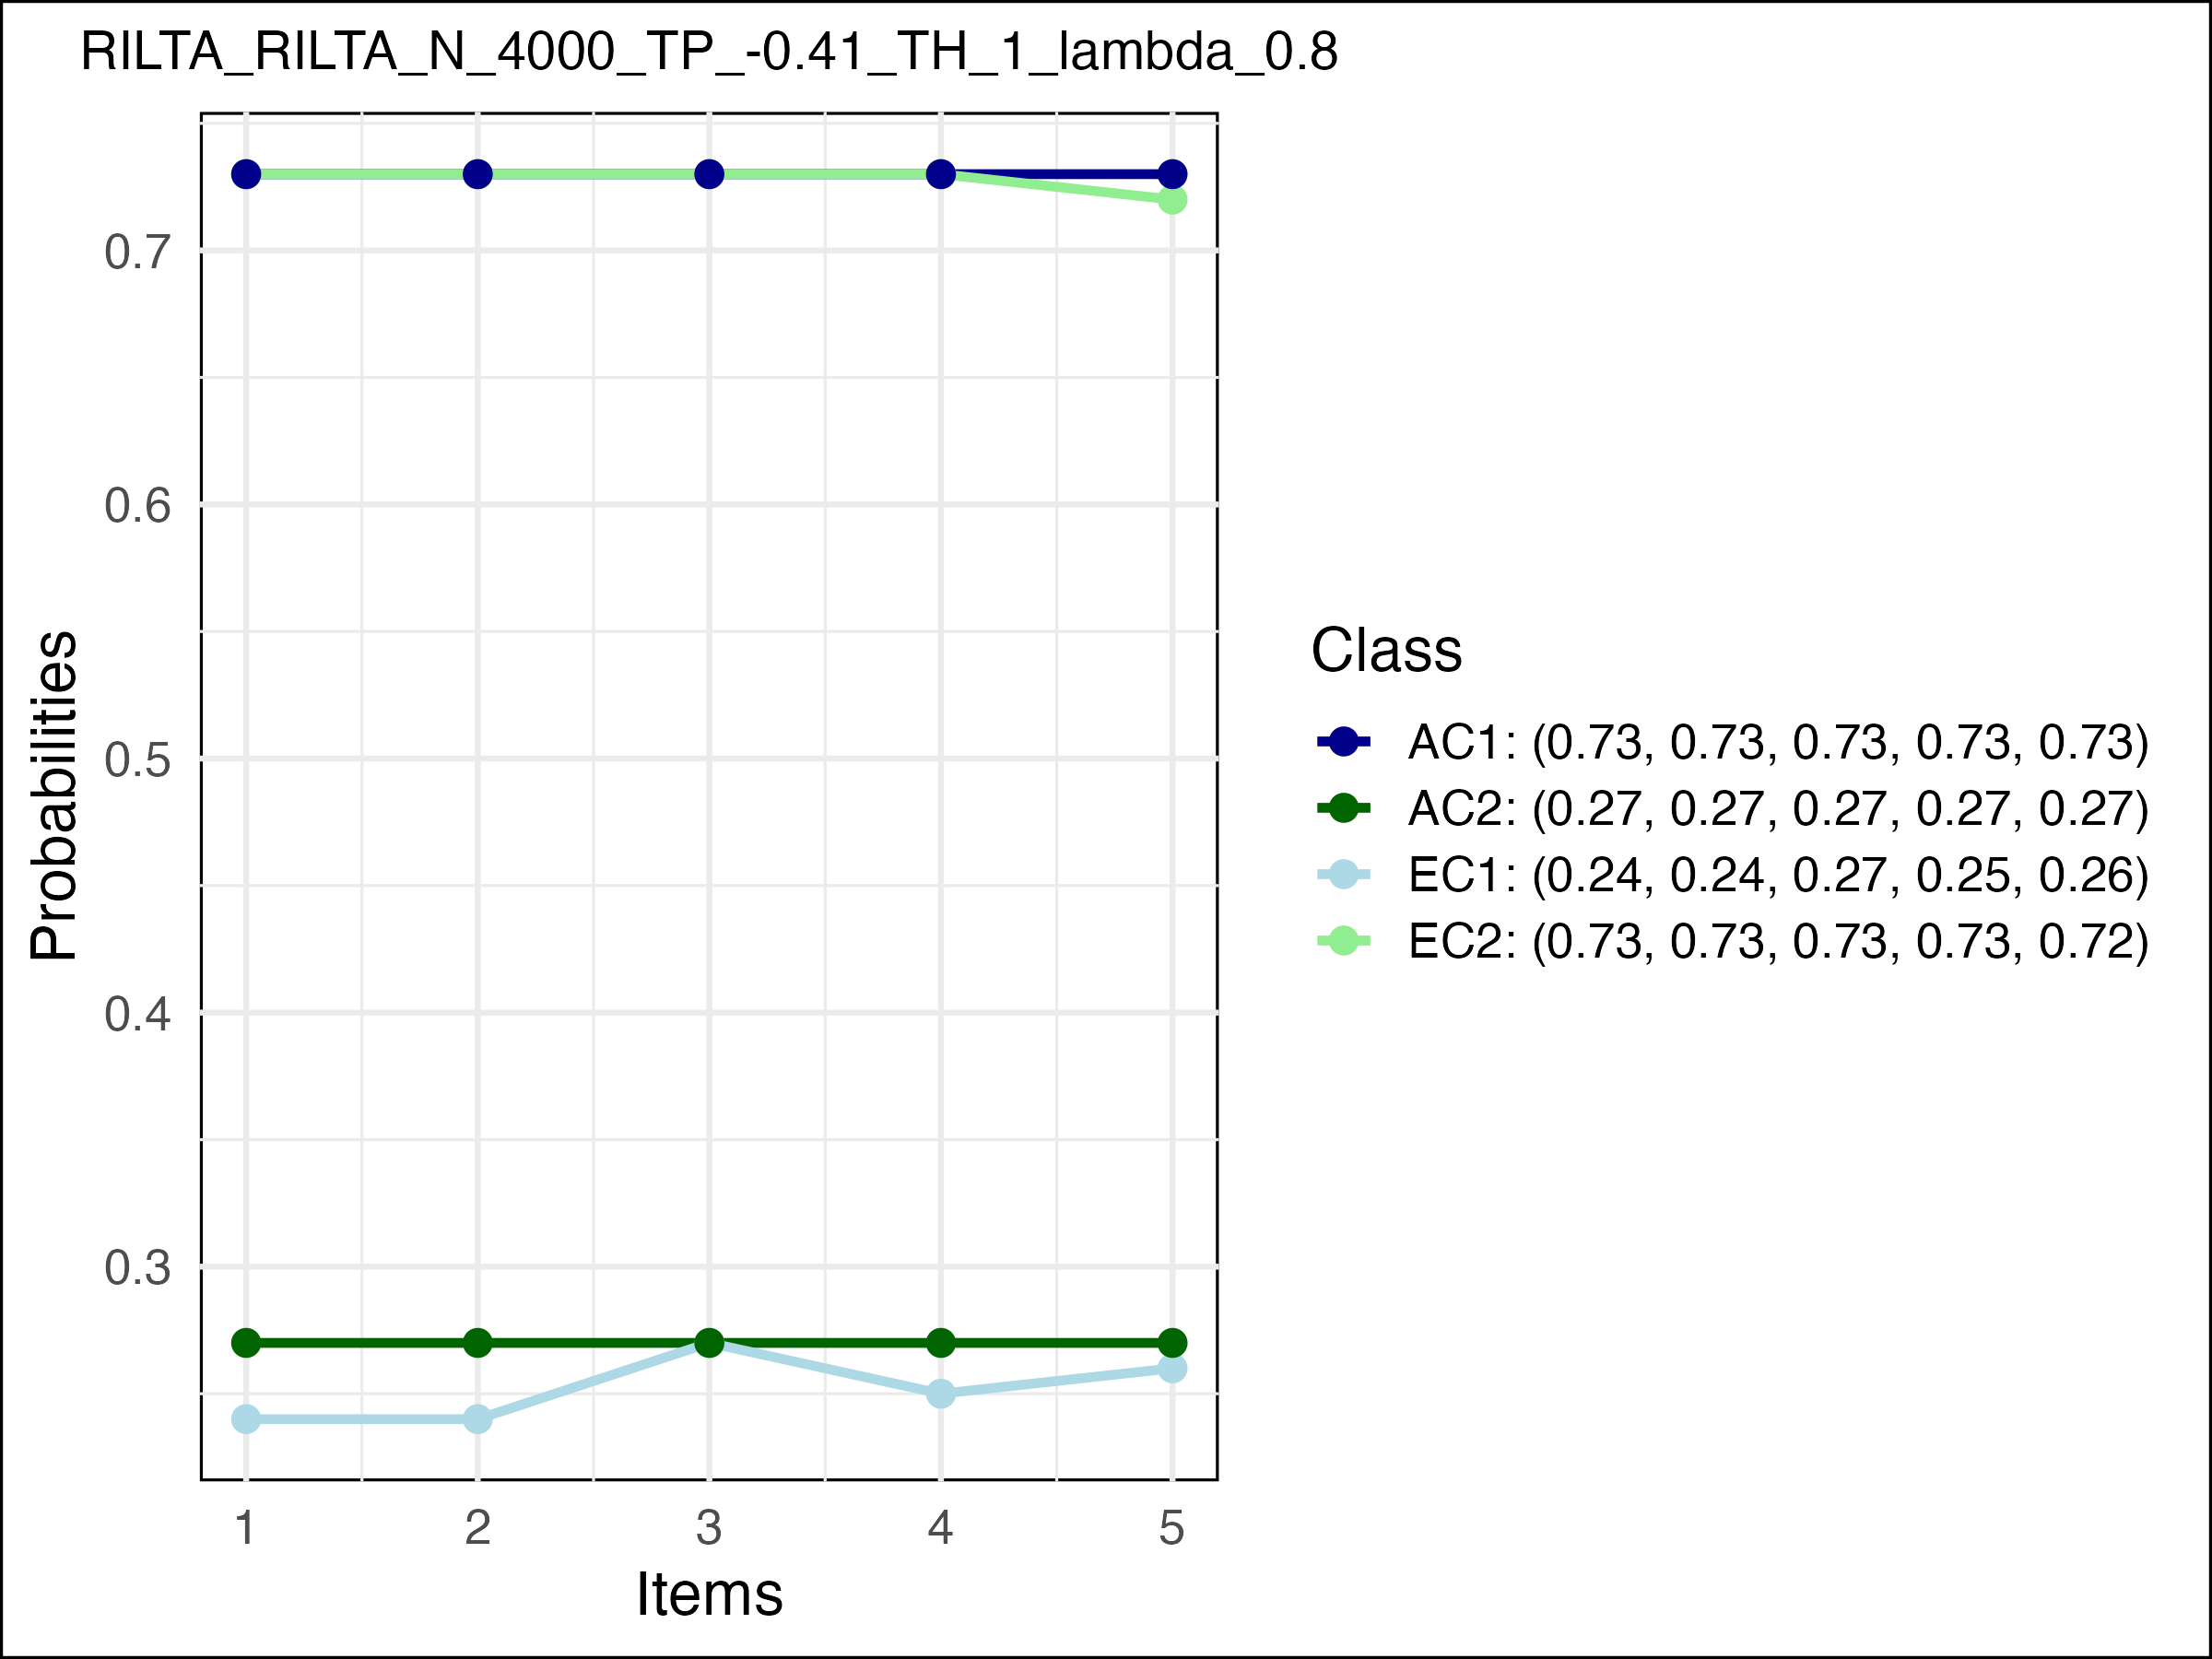 RILTA_RILTA_N_4000_TP_-0.41_TH_1_lambda_0.8
0.7
0.6
0.5
0.4
0.3
Probabilities
1 2 3 4 5
Items
Class
AC1: (0.73, 0.73, 0.73, 0.73, 0.73)
AC2: (0.27, 0.27, 0.27, 0.27, 0.27)
EC1: (0.24, 0.24, 0.27, 0.25, 0.26)
EC2: (0.73, 0.73, 0.73, 0.73, 0.72)